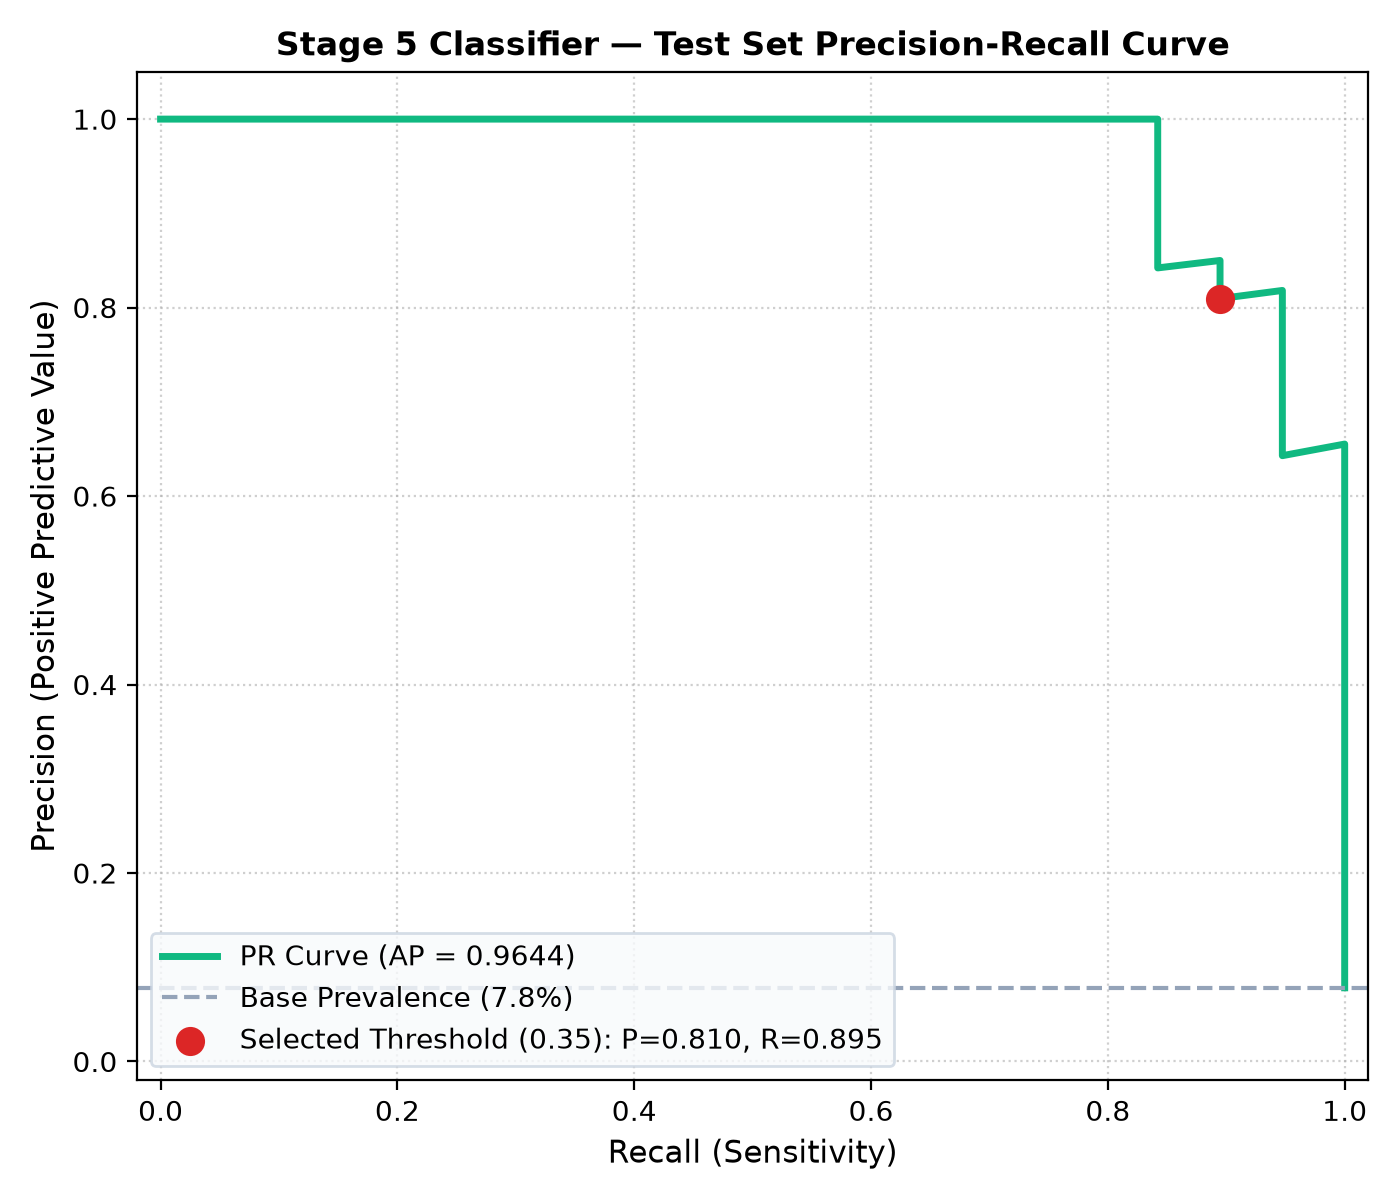 Stage 5 Classifier — Test Set Precision-Recall Curve
Precision (Positive Predictive Value)
1.0
0.8
0.6
0.4
0.2
0.0
PR Curve (AP = 0.9644)
Base Prevalence (7.8%)
Selected Threshold (0.35): P=0.810, R=0.895
0.0 0.2 0.4 0.6 0.8 1.0
Recall (Sensitivity)